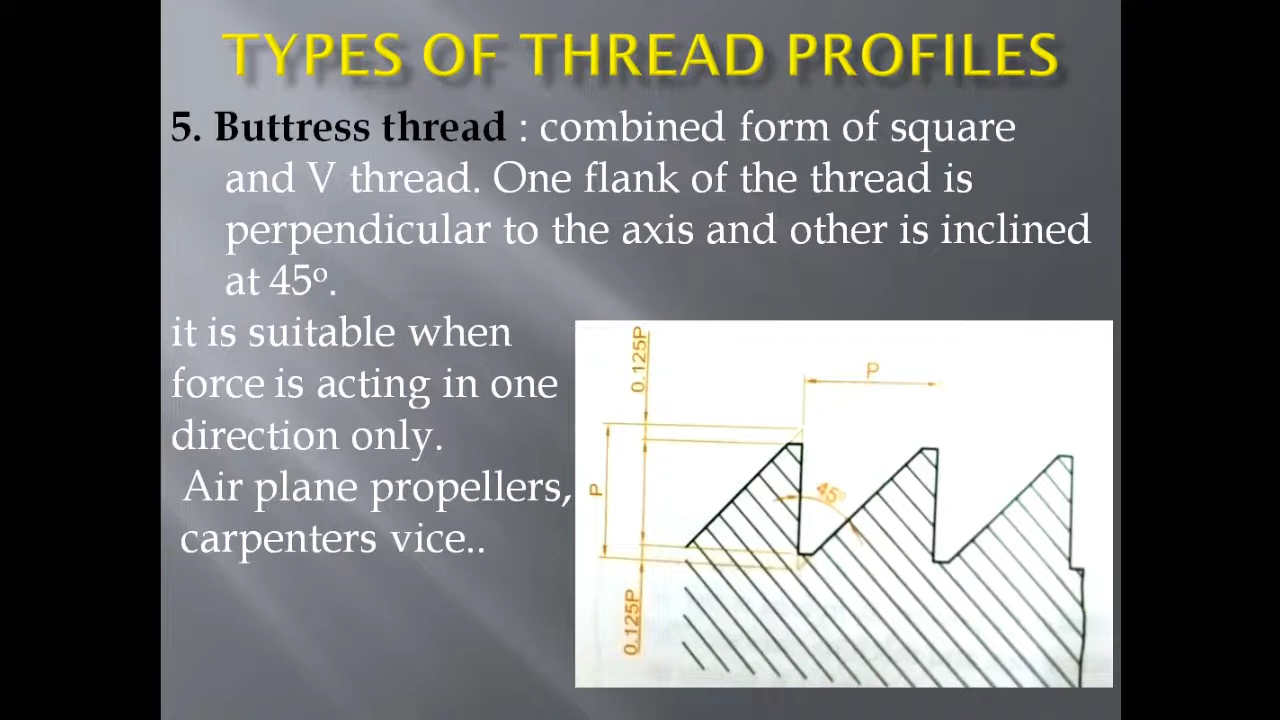 TYPES OF THREAD PROFILES
5. Buttress thread : combined form of square
and V thread. One flank of the thread is
perpendicular to the axis and other is inclined
at 45º.
it is suitable when
force is acting in one
direction only.
Air plane propellers,
carpenters vice..
0.125P
P
P
45º
0.125P